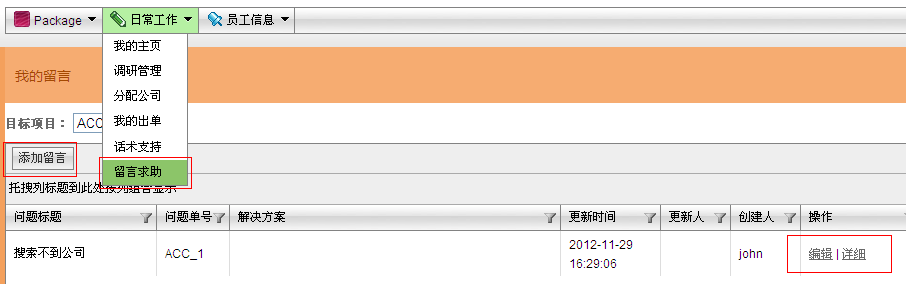 Package 日常工作 员工信息
我的主页
调研管理
分配公司
我的出单
话术支持
留言求助
我的留言
目标项目： ACC
添加留言
托拽列标题到此处按列组合显示
问题标题 问题单号 解决方案 更新时间 更新人 创建人 操作
搜索不到公司 ACC_1 2012-11-29 john 编辑 | 详细
16:29:06